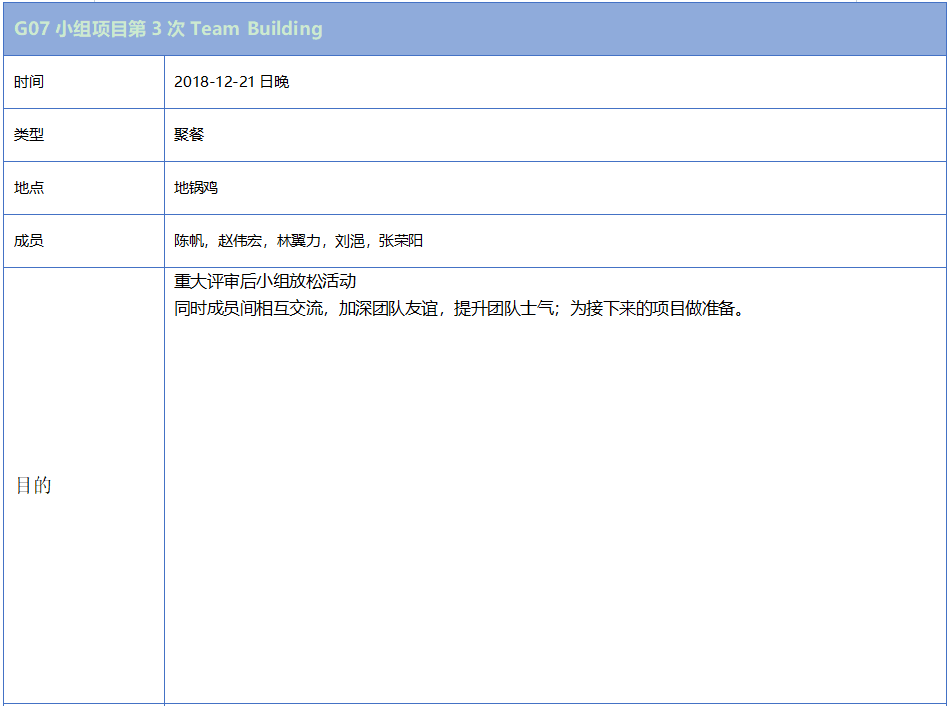 G07 小组项目第 3 次 Team Building
时间
2018-12-21 日晚
类型
聚餐
地点
地锅鸡
成员
陈帆，赵伟宏，林翼力，刘浥，张荣阳
目的
重大评审后小组放松活动
同时成员间相互交流，加深团队友谊，提升团队士气；为接下来的项目做准备。